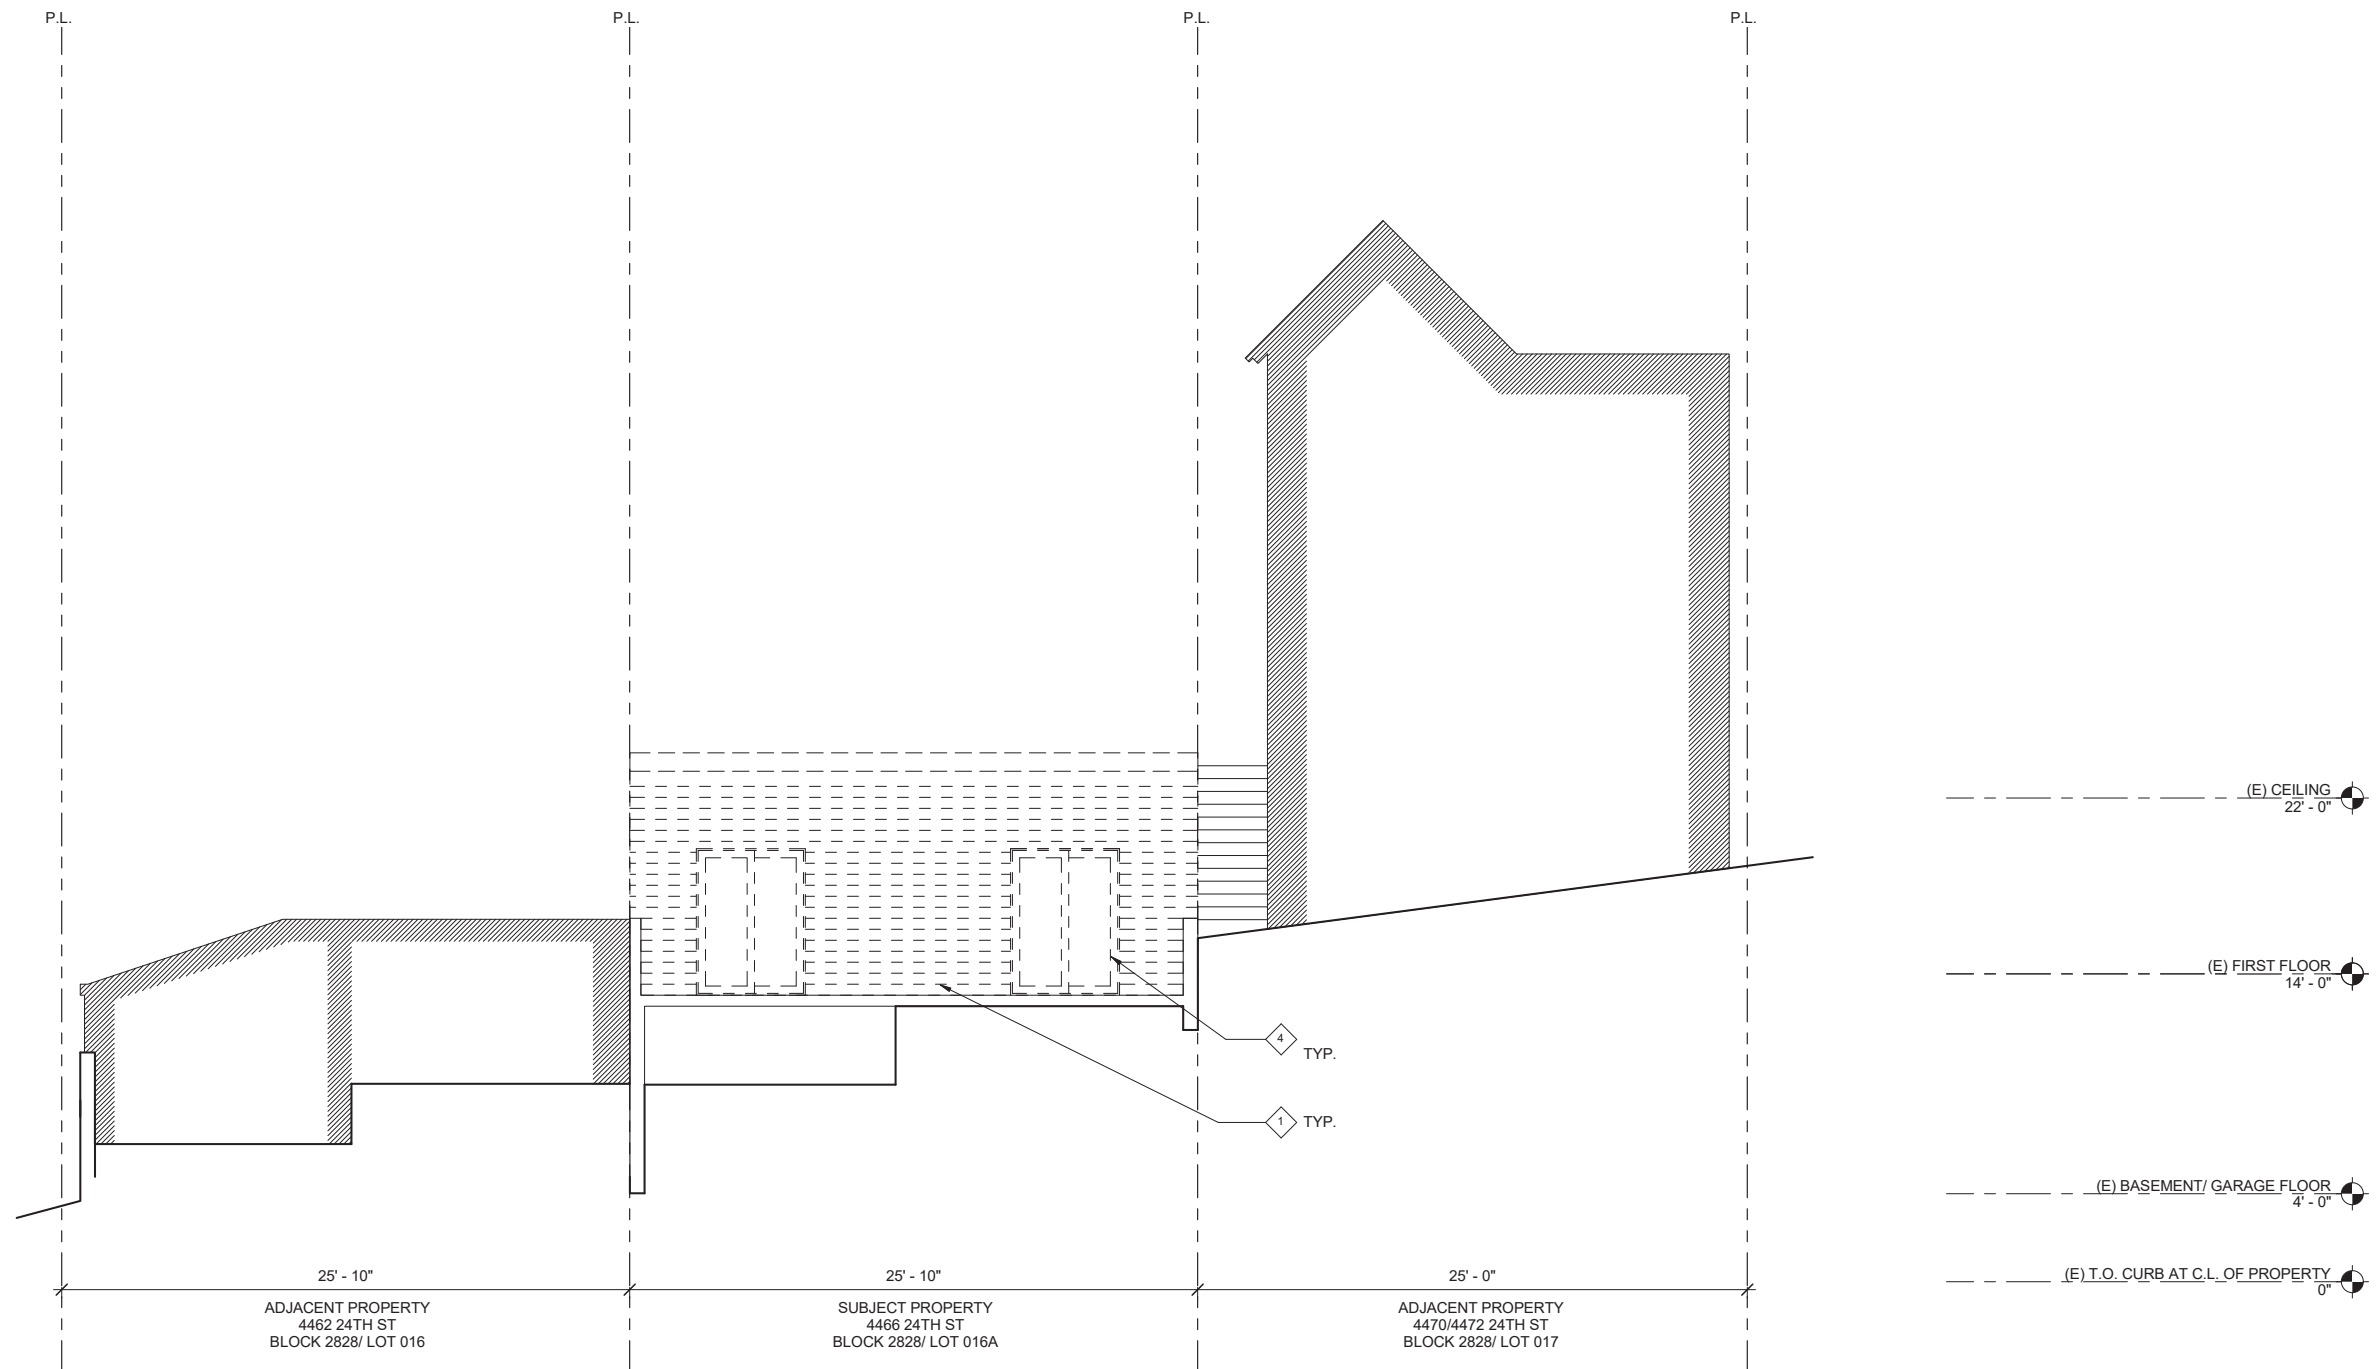 P.L.
P.L.
P.L.
P.L.
(E) CEILING
22' - 0"
(E) FIRST FLOOR
14' - 0"
4
TYP.
1
TYP.
(E) BASEMENT/ GARAGE FLOOR
4' - 0"
(E) T.O. CURB AT C.L. OF PROPERTY
0"
25' - 10"
25' - 10"
25' - 0"
ADJACENT PROPERTY
4462 24TH ST
BLOCK 2828/ LOT 016
SUBJECT PROPERTY
4466 24TH ST
BLOCK 2828/ LOT 016A
ADJACENT PROPERTY
4470/4472 24TH ST
BLOCK 2828/ LOT 017